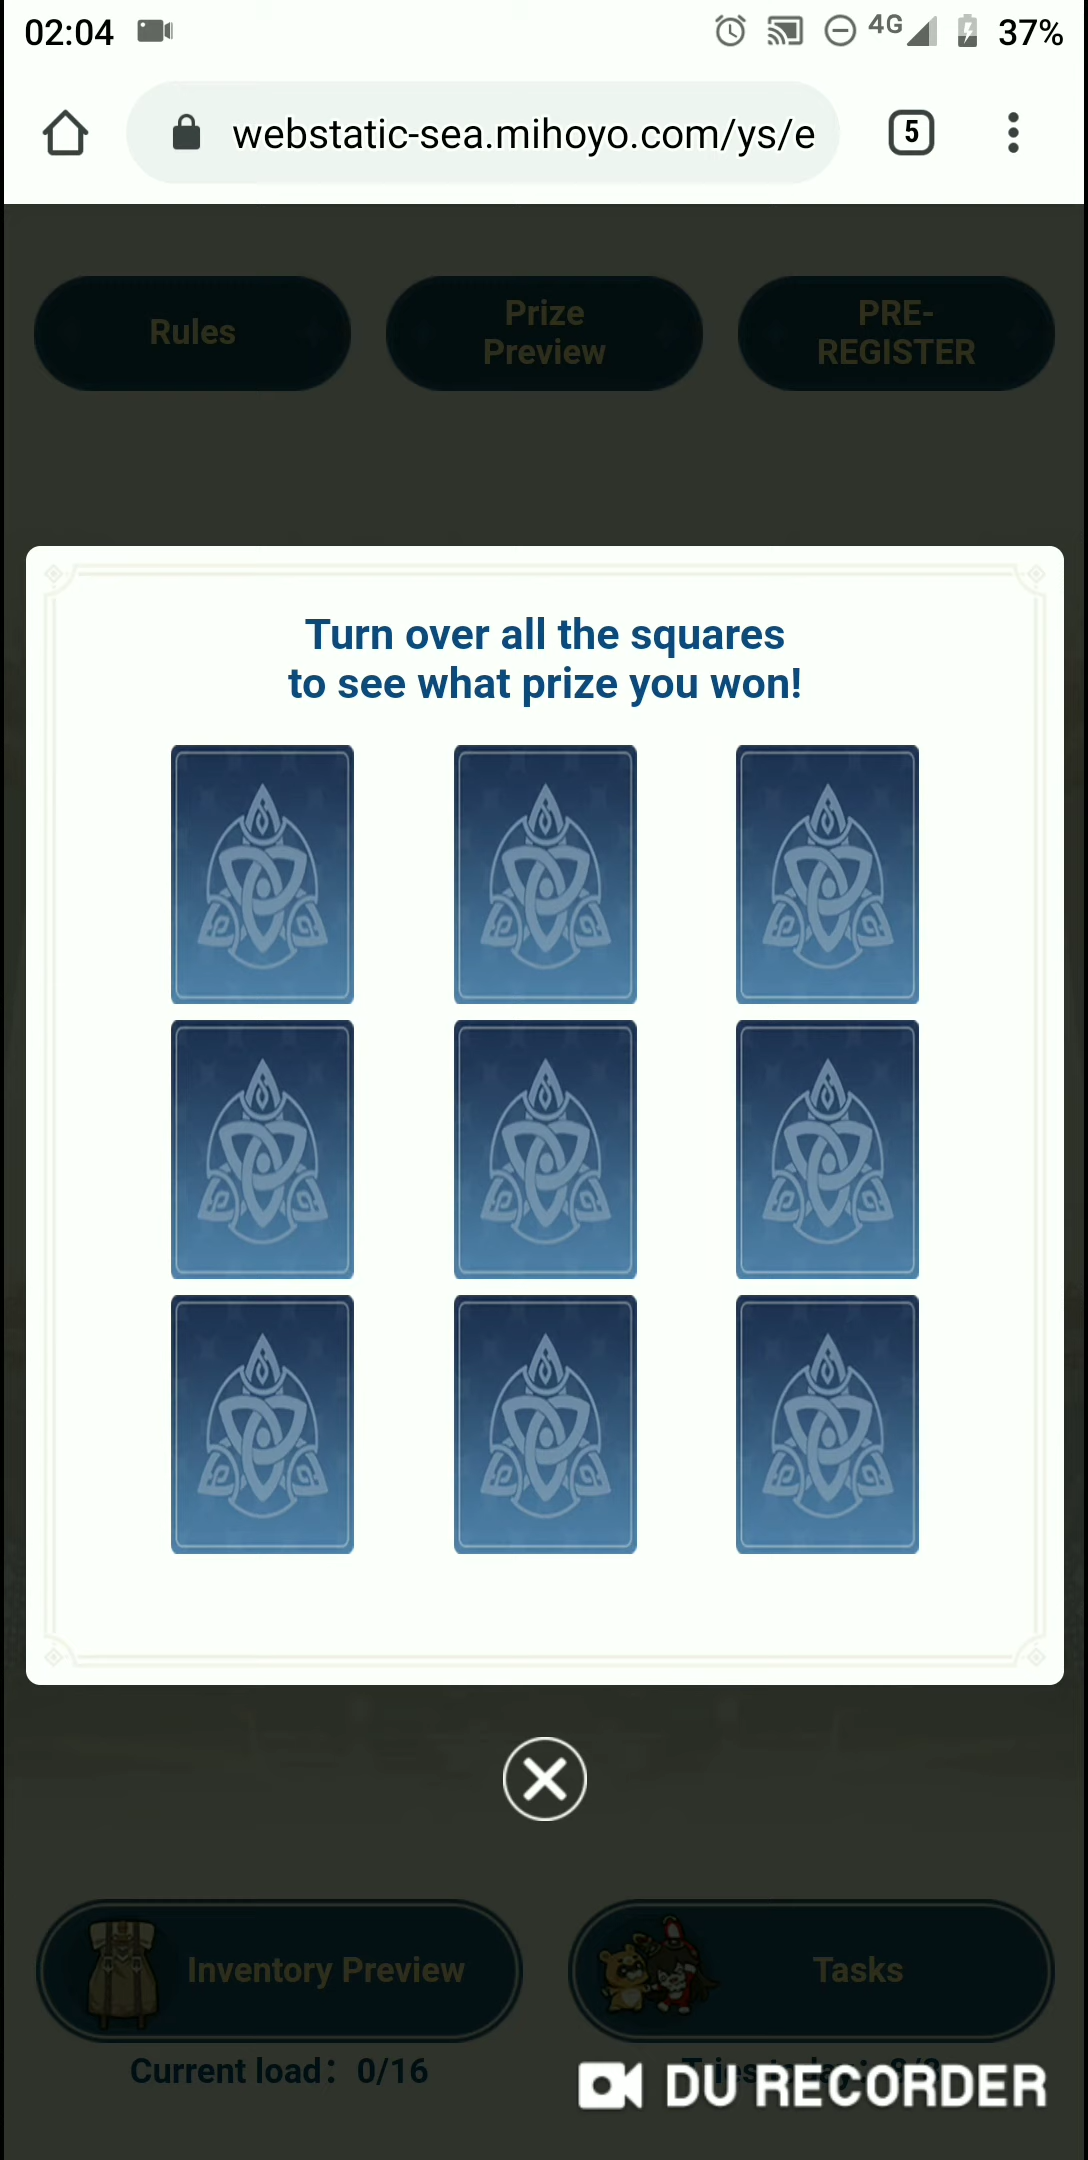 02:04
4G
37%
webstatic-sea.mihoyo.com/ys/e
5
Rules
Prize
Preview
PRE-
REGISTER
Turn over all the squares
to see what prize you won!
Inventory Preview
Tasks
Current load: 0/16
DU RECORDER